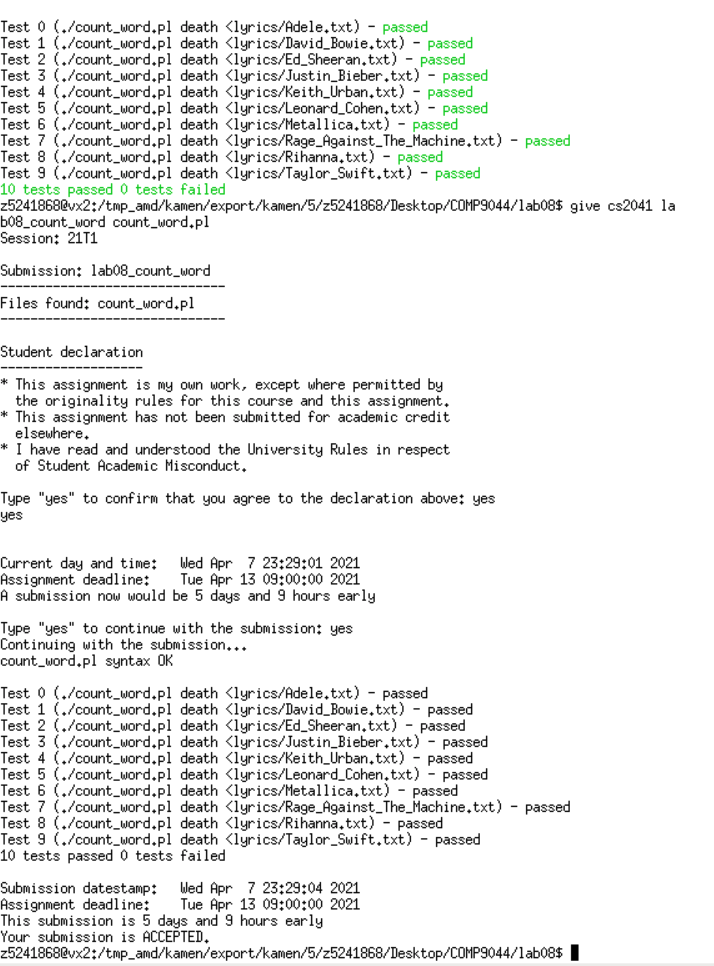 Test 0 (./count_word.pl death <lyrics/Adele.txt) - passed
Test 1 (./count_word.pl death <lyrics/David_Bowie.txt) - passed
Test 2 (./count_word.pl death <lyrics/Ed_Sheeran.txt) - passed
Test 3 (./count_word.pl death <lyrics/Justin_Bieber.txt) - passed
Test 4 (./count_word.pl death <lyrics/Keith_Urban.txt) - passed
Test 5 (./count_word.pl death <lyrics/Leonard_Cohen.txt) - passed
Test 6 (./count_word.pl death <lyrics/Metallica.txt) - passed
Test 7 (./count_word.pl death <lyrics/Rage_Against_The_Machine.txt) - passed
Test 8 (./count_word.pl death <lyrics/Rihanna.txt) - passed
Test 9 (./count_word.pl death <lyrics/Taylor_Swift.txt) - passed
10 tests passed 0 tests failed
z5241868@vx2:/tmp_amd/kamen/export/kamen/5/z5241868/Desktop/COMP9044/lab08$ give cs2041 la
b08_count_word count_word.pl
Session: 21T1
Submission: lab08_count_word
-----------------------------
Files found: count_word.pl
-----------------------------
Student declaration
-------------------
* This assignment is my own work, except where permitted by
the originality rules for this course and this assignment.
* This assignment has not been submitted for academic credit
elsewhere.
* I have read and understood the University Rules in respect
of Student Academic Misconduct.
Type "yes" to confirm that you agree to the declaration above: yes
yes
Current day and time: Wed Apr 7 23:29:01 2021
Assignment deadline: Tue Apr 13 09:00:00 2021
A submission now would be 5 days and 9 hours early
Type "yes" to continue with the submission: yes
Continuing with the submission...
count_word.pl syntax OK
Test 0 (./count_word.pl death <lyrics/Adele.txt) - passed
Test 1 (./count_word.pl death <lyrics/David_Bowie.txt) - passed
Test 2 (./count_word.pl death <lyrics/Ed_Sheeran.txt) - passed
Test 3 (./count_word.pl death <lyrics/Justin_Bieber.txt) - passed
Test 4 (./count_word.pl death <lyrics/Keith_Urban.txt) - passed
Test 5 (./count_word.pl death <lyrics/Leonard_Cohen.txt) - passed
Test 6 (./count_word.pl death <lyrics/Metallica.txt) - passed
Test 7 (./count_word.pl death <lyrics/Rage_Against_The_Machine.txt) - passed
Test 8 (./count_word.pl death <lyrics/Rihanna.txt) - passed
Test 9 (./count_word.pl death <lyrics/Taylor_Swift.txt) - passed
10 tests passed 0 tests failed
Submission datestamp: Wed Apr 7 23:29:04 2021
Assignment deadline: Tue Apr 13 09:00:00 2021
This submission is 5 days and 9 hours early
Your submission is ACCEPTED.
z5241868@vx2:/tmp_amd/kamen/export/kamen/5/z5241868/Desktop/COMP9044/lab08$